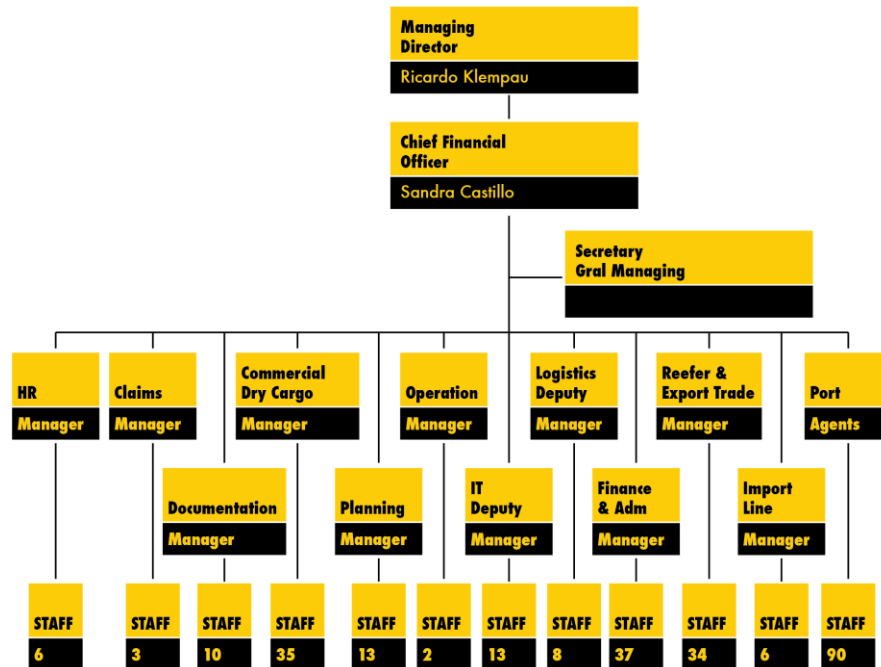 Managing
Director
Ricardo Klempau
Chief Financial
Officer
Sandra Castillo
Secretary
Gral Managing
HR
Manager
Claims
Manager
Commercial
Dry Cargo
Manager
Operation
Manager
Logistics
Deputy
Manager
Reefer &
Export Trade
Manager
Port
Agents
Documentation
Manager
Planning
Manager
IT
Deputy
Manager
Finance
& Adm
Manager
Import
Line
Manager
STAFF
6
STAFF
3
STAFF
10
STAFF
35
STAFF
13
STAFF
2
STAFF
13
STAFF
8
STAFF
37
STAFF
34
STAFF
6
STAFF
90